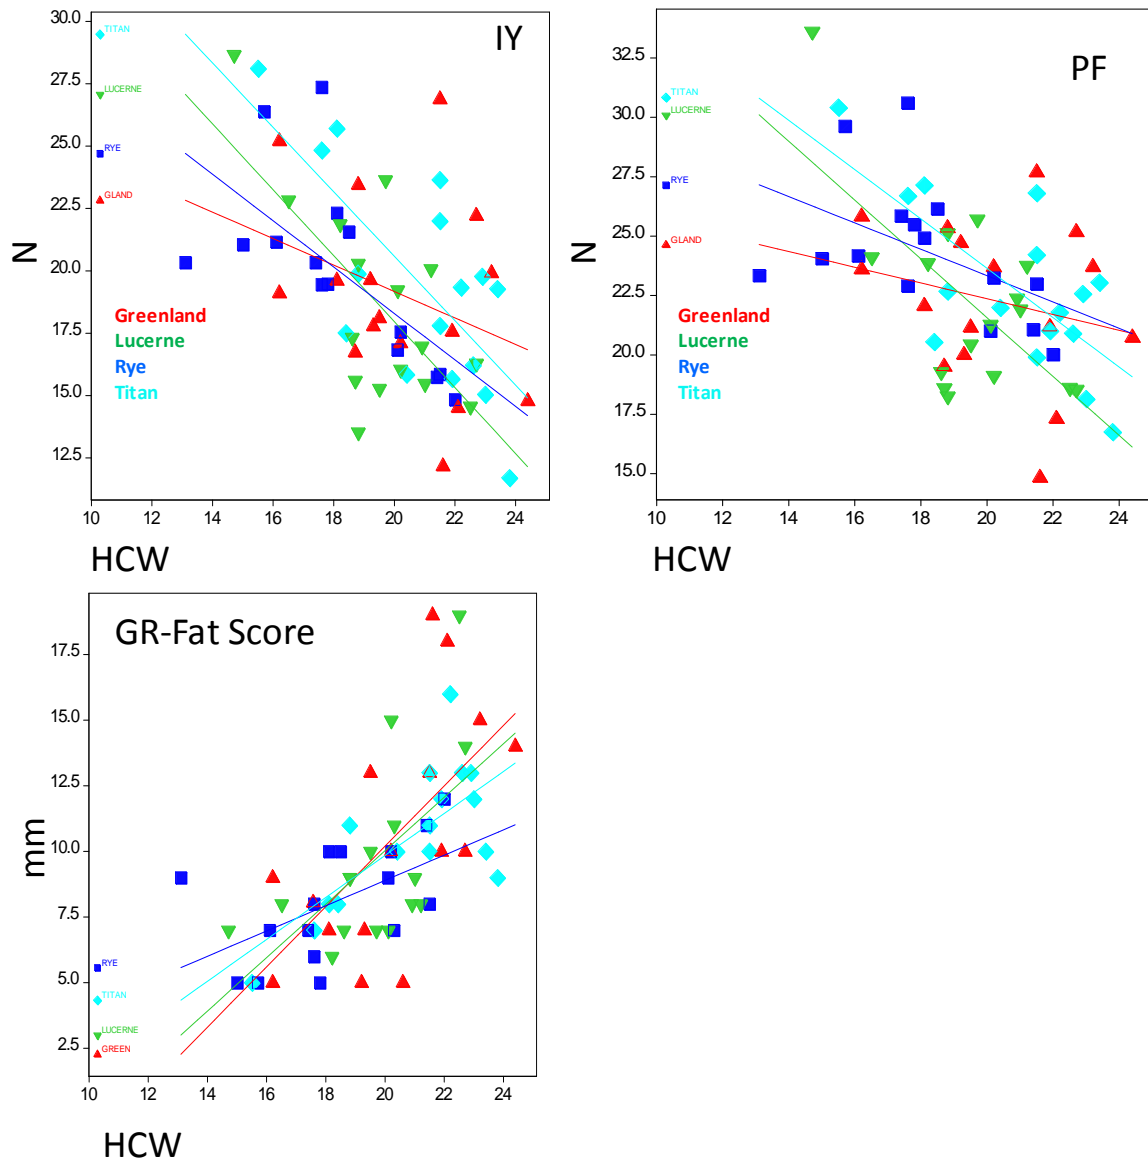 IY
30.0
27.5
25.0
22.5
20.0
17.5
15.0
12.5
N
TITAN
LUCERNE
RYE
GLAND
Greenland
Lucerne
Rye
Titan
10 12 14 16 18 20 22 24
HCW
PF
32.5
30.0
27.5
25.0
22.5
20.0
17.5
15.0
N
TITAN
LUCERNE
RYE
GLAND
Greenland
Lucerne
Rye
Titan
10 12 14 16 18 20 22 24
HCW
GR-Fat Score
17.5
15.0
12.5
10.0
7.5
5.0
2.5
mm
RYE
TITAN
LUCERNE
GREEN
10 12 14 16 18 20 22 24
HCW